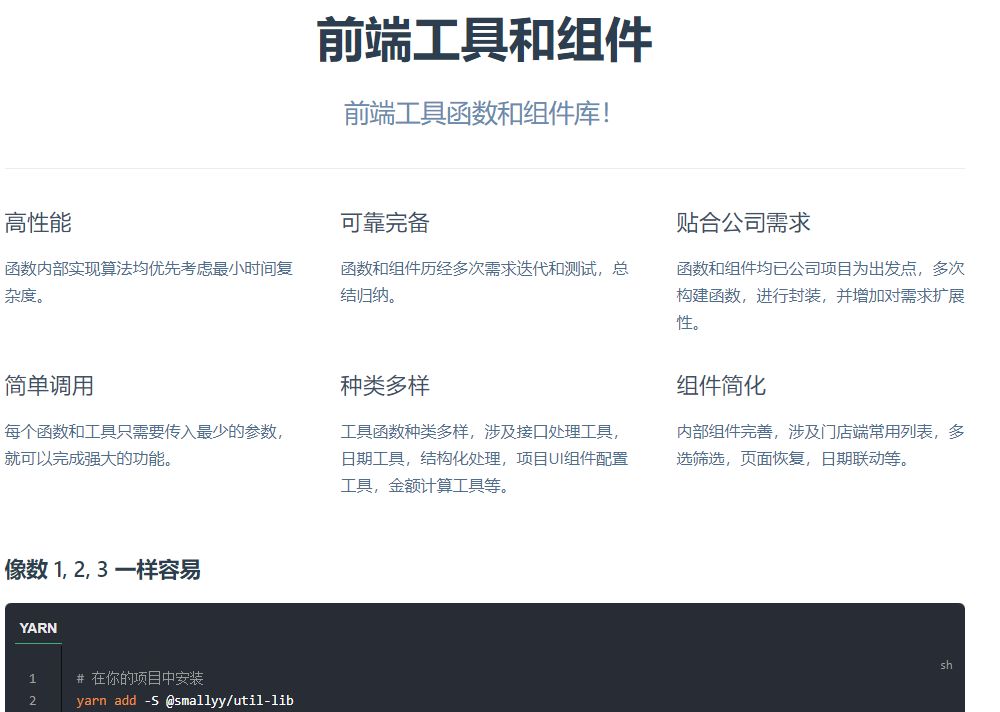 前端工具和组件
前端工具函数和组件库！
高性能
函数内部实现算法均优先考虑最小时间复
杂度。
可靠完备
函数和组件历经多次需求迭代和测试，总
结归纳。
贴合公司需求
函数和组件均已公司项目为出发点，多次
构建函数，进行封装，并增加对需求扩展
性。
简单调用
每个函数和工具只需要传入最少的参数，
就可以完成强大的功能。
种类多样
工具函数种类多样，涉及接口处理工具，
日期工具，结构化处理，项目UI组件配置
工具，金额计算工具等。
组件简化
内部组件完善，涉及门店端常用列表，多
选筛选，页面恢复，日期联动等。
像数 1, 2, 3 一样容易
YARN
sh
1 # 在你的项目中安装
2 yarn add -S @smallyy/util-lib